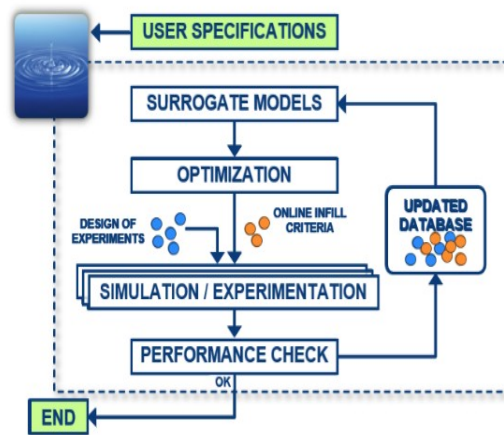 USER SPECIFICATIONS
SURROGATE MODELS
OPTIMIZATION
DESIGN OF
EXPERIMENTS
ONLINE INFILL
CRITERIA
UPDATED
DATABASE
SIMULATION / EXPERIMENTATION
PERFORMANCE CHECK
OK
END